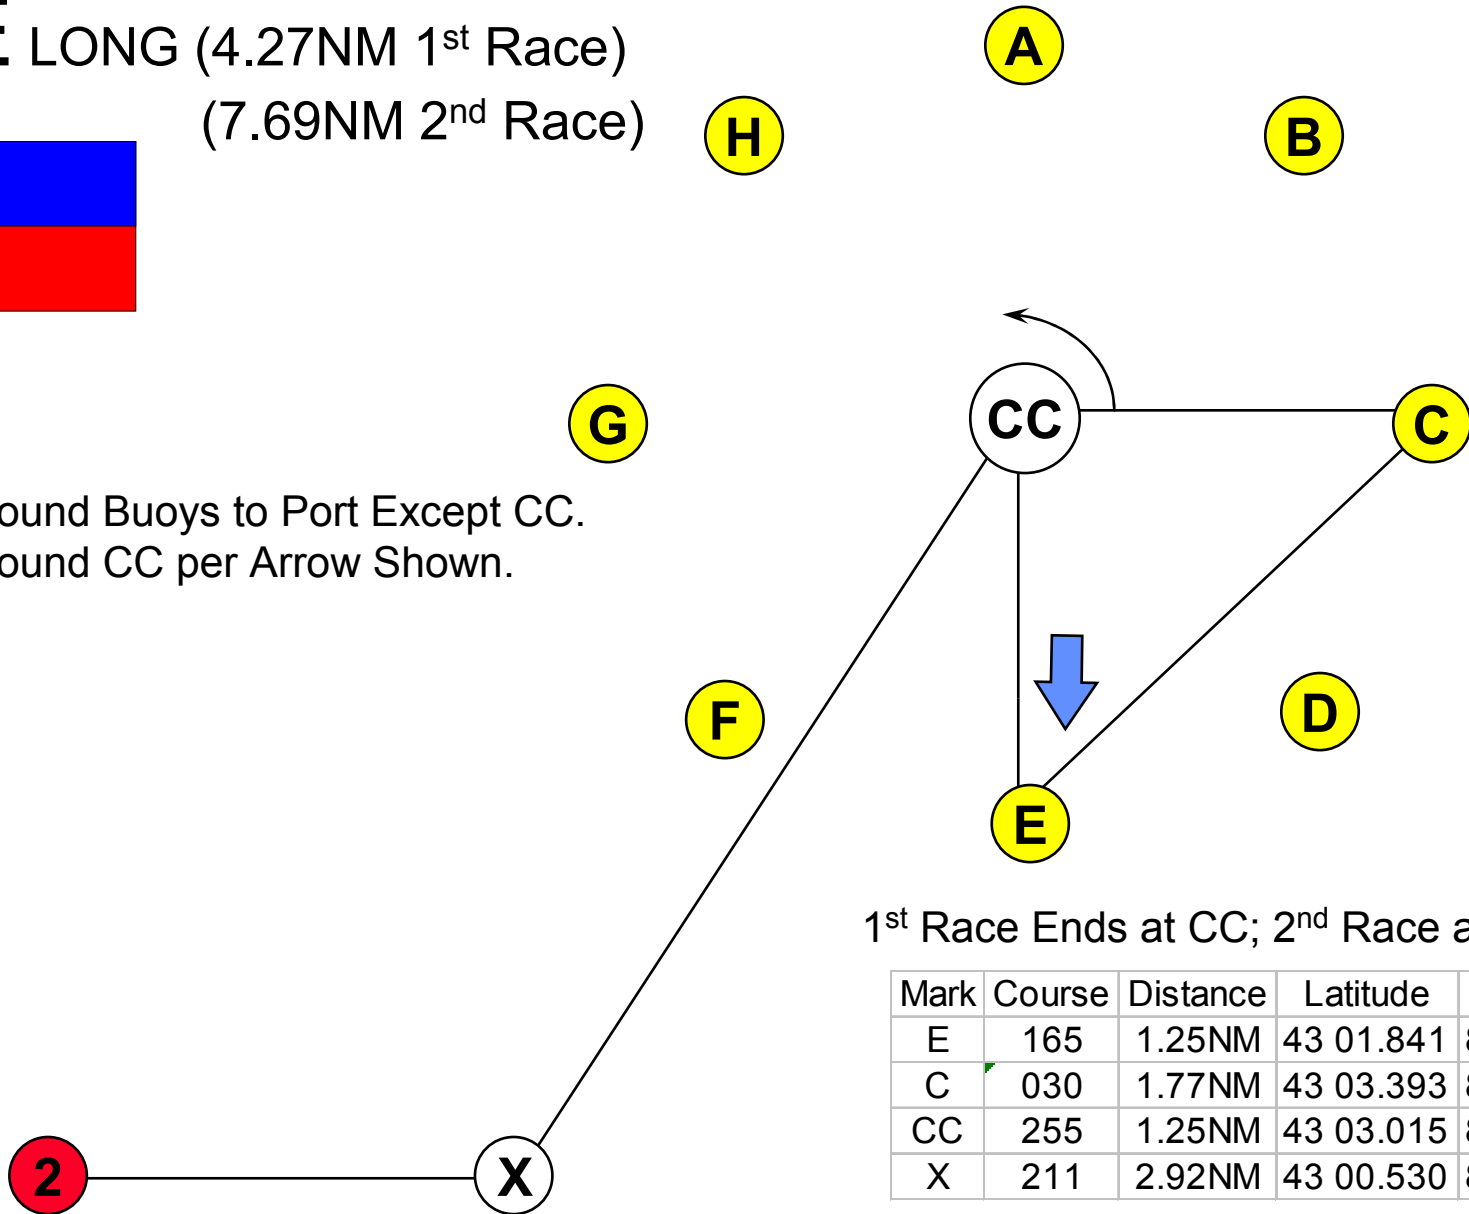 LONG (4.27NM 1st Race)
(7.69NM 2nd Race)
A
H
B
CC
G
C
ound Buoys to Port Except CC.
ound CC per Arrow Shown.
F
D
E
1st Race Ends at CC; 2nd Race a
Mark Course Distance Latitude
E 165 1.25NM 43 01.841
C 030 1.77NM 43 03.393
CC 255 1.25NM 43 03.015
X 211 2.92NM 43 00.530
2
X